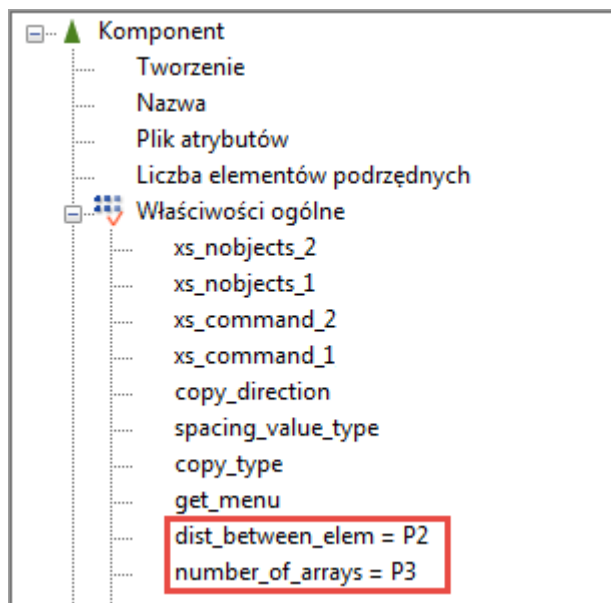 Komponent
Tworzenie
Nazwa
Plik atrybutów
Liczba elementów podrzędnych
Właściwości ogólne
xs_nobjects_2
xs_nobjects_1
xs_command_2
xs_command_1
copy_direction
spacing_value_type
copy_type
get_menu
dist_between_elem = P2
number_of_arrays = P3